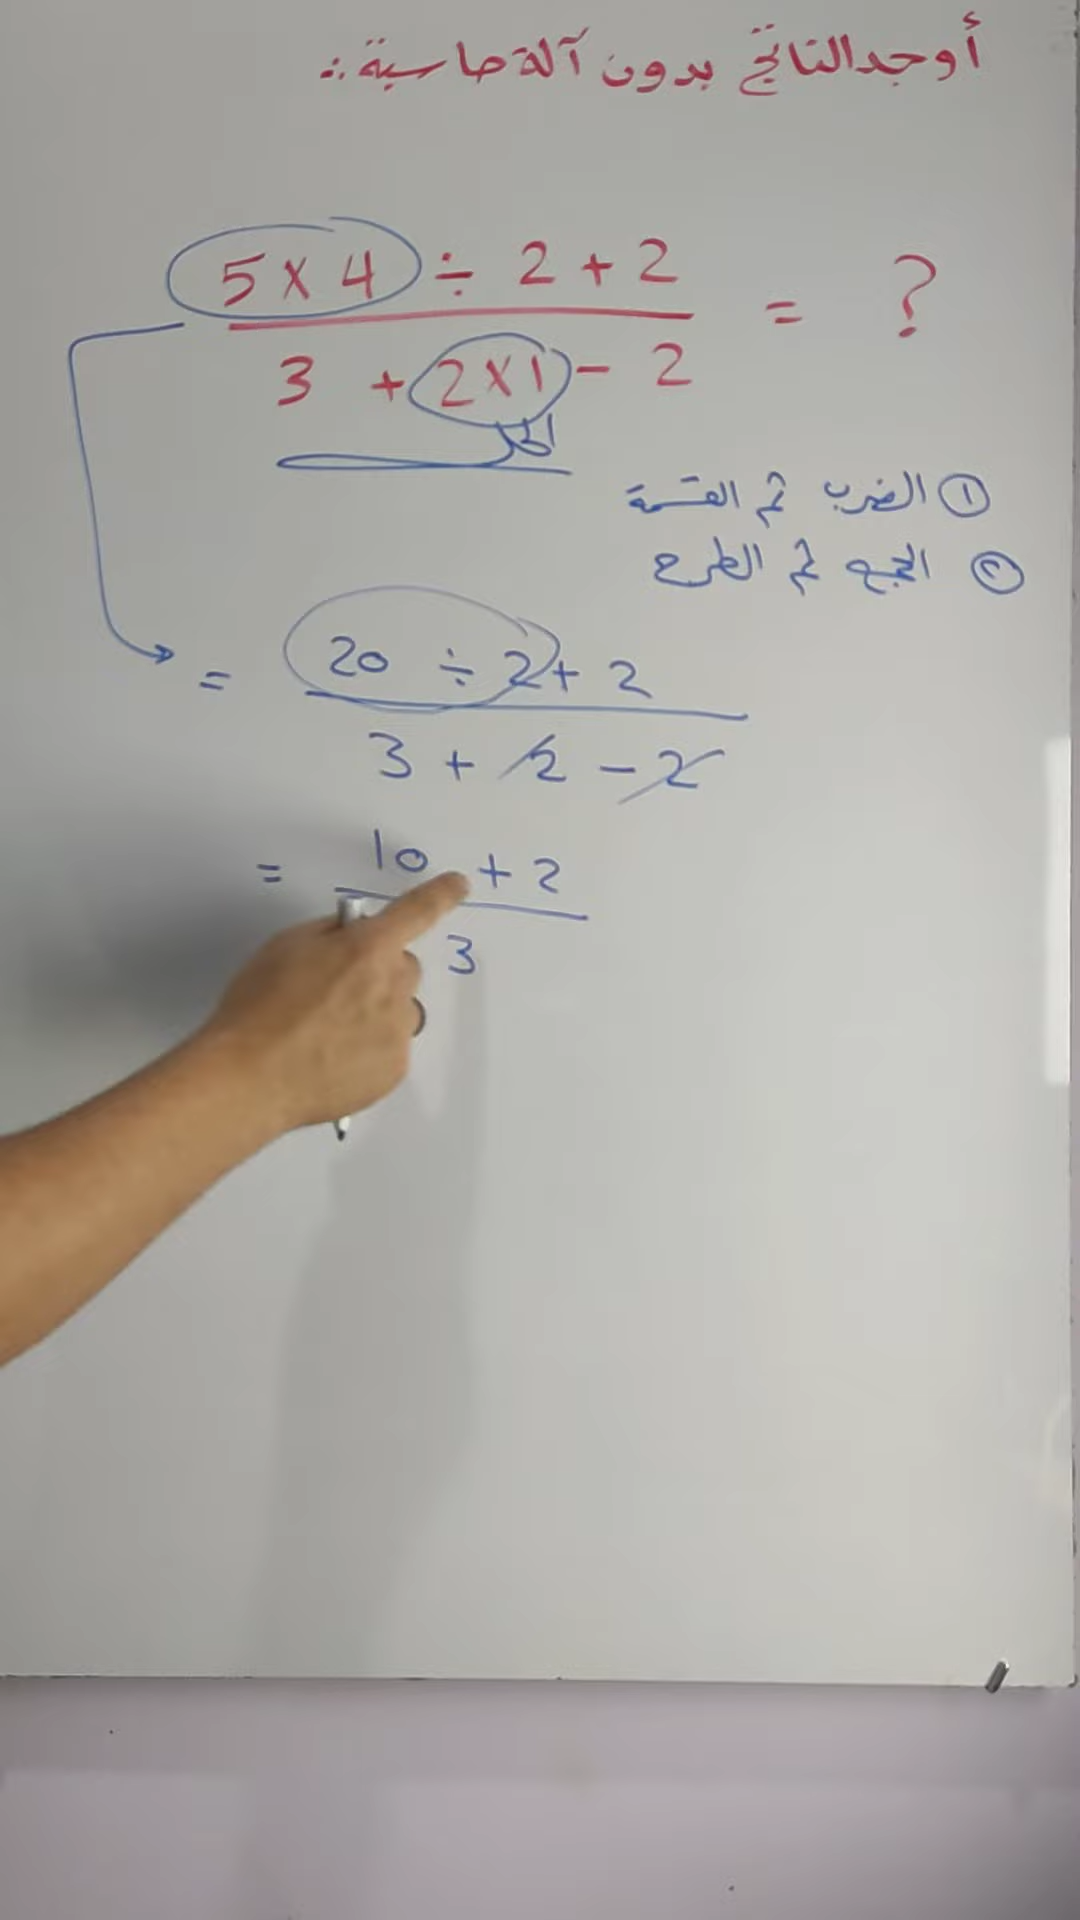 أوجد الناتج بدون آلة حاسبة :.
5 × 4 ÷ 2 + 2
= ?
3 + 2 × 1 - 2
الحل
① الضرب ثم القسمة
② الجمع ثم الطرح
= 20 ÷ 2 + 2
3 + 2 - 2
= 10 + 2
3